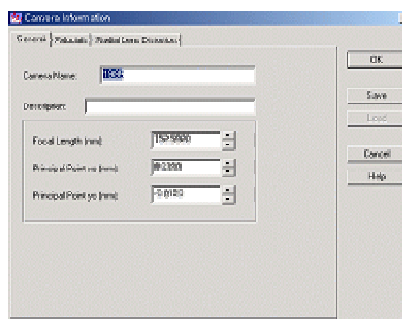 Camera Information
General Fiducials Radial Lens Distortion
OK
Camera Name:
Description:
Save
Load
Focal Length (mm):
Principal Point xo (mm):
Cancel
Help
Principal Point yo (mm):